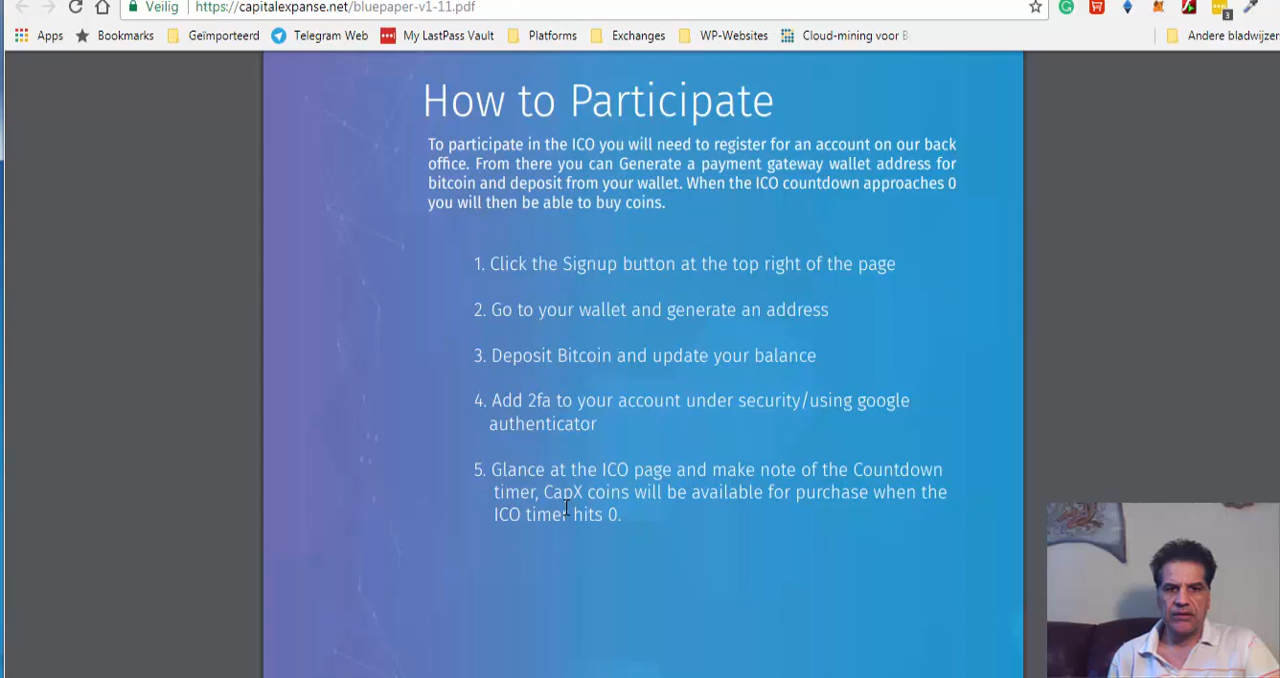 Veilig
https://capitalexpanse.net/bluepaper-v1-11.pdf
3
Apps
Bookmarks
Geïmporteerd
Telegram Web
My LastPass Vault
Platforms
Exchanges
WP-Websites
Cloud-mining voor B
Andere bladwijzer
How to Participate
To participate in the ICO you will need to register for an account on our back
office. From there you can Generate a payment gateway wallet address for
bitcoin and deposit from your wallet. When the ICO countdown approaches 0
you will then be able to buy coins.
1. Click the Signup button at the top right of the page
2. Go to your wallet and generate an address
3. Deposit Bitcoin and update your balance
4. Add 2fa to your account under security/using google
authenticator
5. Glance at the ICO page and make note of the Countdown
timer, CapX coins will be available for purchase when the
ICO timer hits 0.